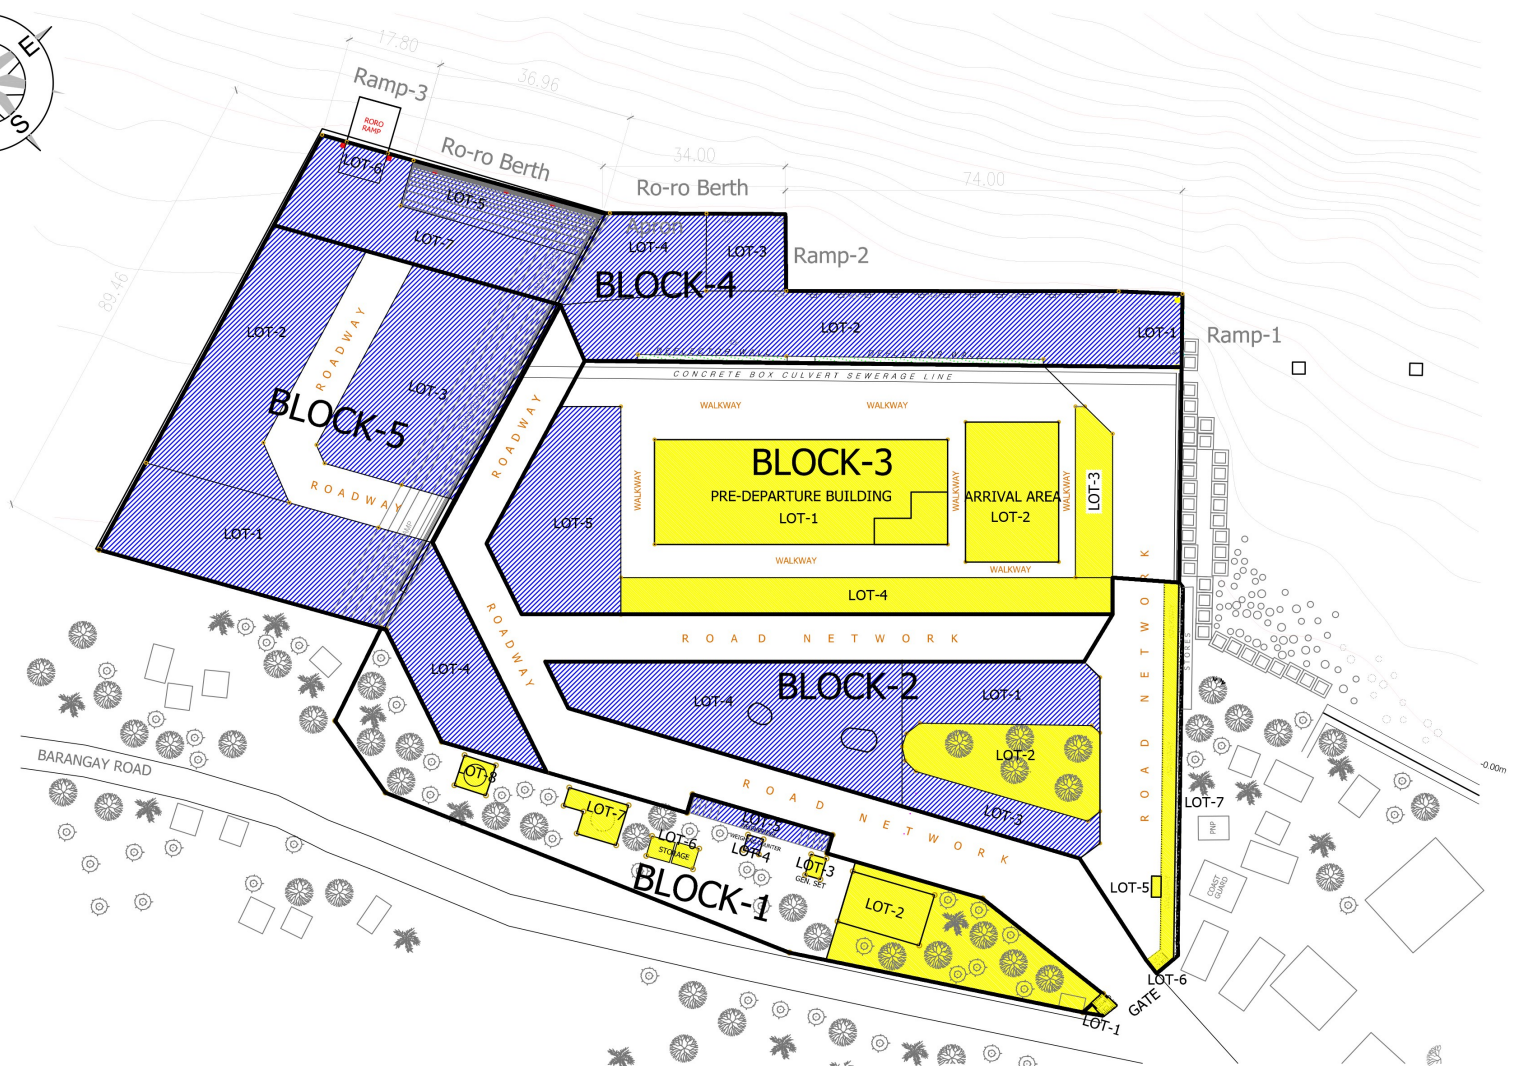 E
S
17.80
Ramp-3
36.96
RORO
RAMP
LOT-6
Ro-ro Berth
34.00
Ro-ro Berth
74.00
LOT-5
LOT-7
Apron
LOT-4
LOT-3
Ramp-2
BLOCK-4
89.46
LOT-2
ROADWAY
LOT-2
LOT-1
Ramp-1
CONCRETE BOX CULVERT SEWERAGE LINE
LOT-3
BLOCK-5
ROADWAY
WALKWAY
WALKWAY
BLOCK-3
PRE-DEPARTURE BUILDING
LOT-1
ARRIVAL AREA
LOT-2
WALKWAY
WALKWAY
WALKWAY
LOT-3
ROADWAY
LOT-1
LOT-5
WALKWAY
WALKWAY
LOT-4
ROAD NETWORK
ROADWAY
LOT-4
STORES
ROAD NETWORK
BLOCK-2
LOT-4
LOT-1
LOT-2
LOT-3
BARANGAY ROAD
-0.00m
LOT-8
LOT-7
ROAD NETWORK
LOT-5
LOT-6
STORAGE
LOT-4
LOT-3
GEN. SET
BLOCK-1
LOT-2
LOT-7
PNP
LOT-5
COAST
GUARD
LOT-6
GATE
LOT-1